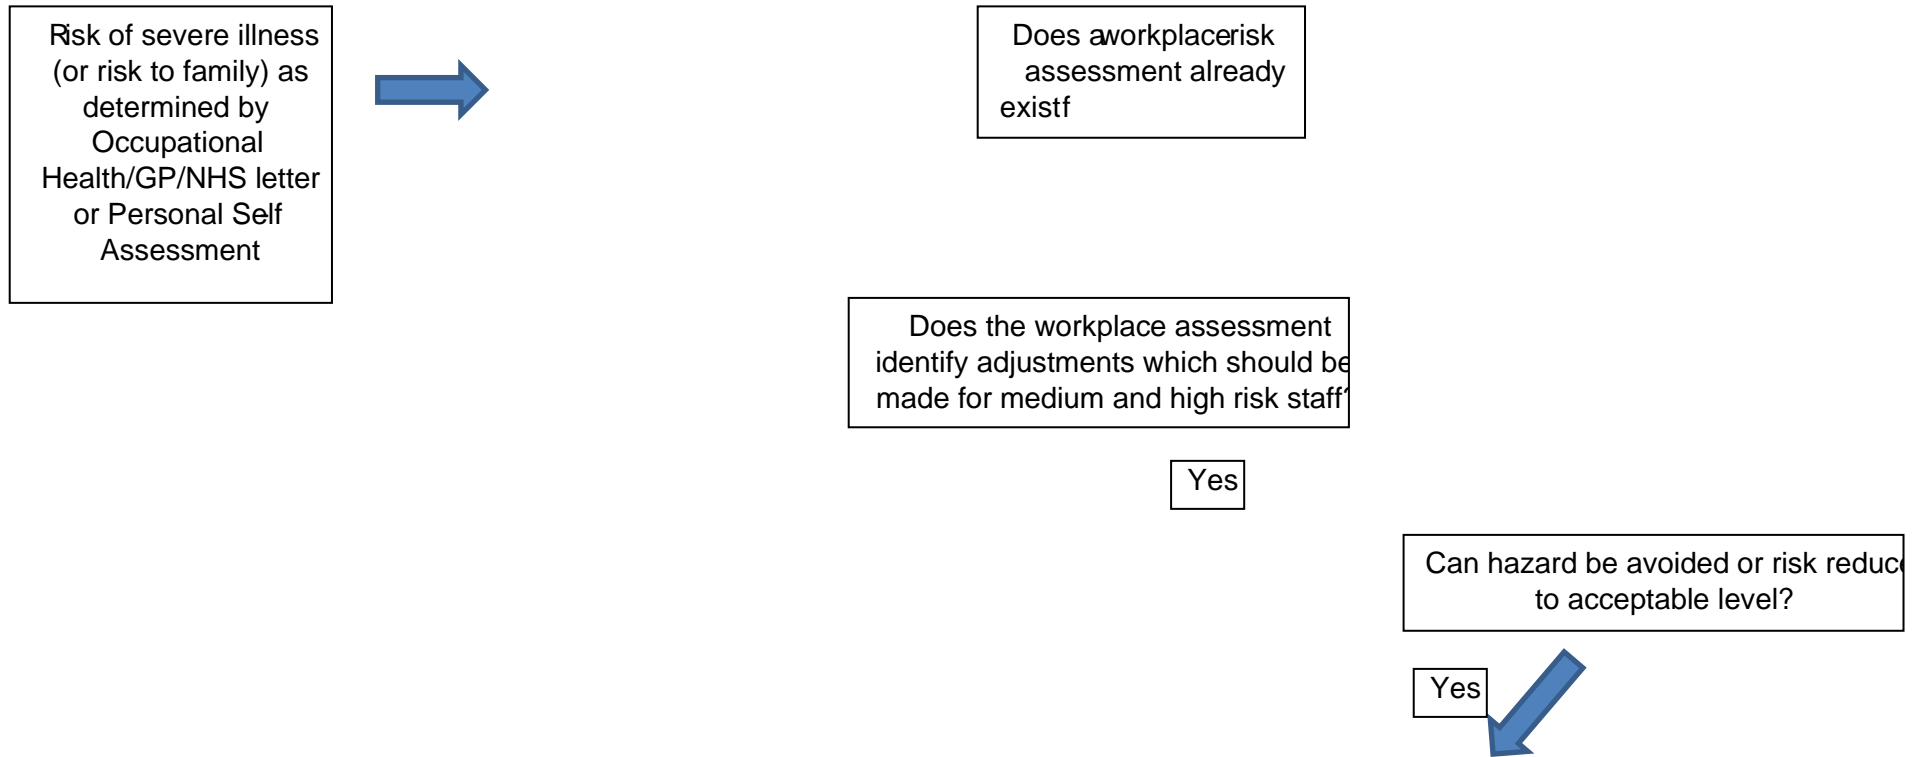 Risk of severe illness
(or risk to family) as
determined by
Occupational
Health/GP/NHS letter
or Personal Self
Assessment
Does aworkplacerisk
assessment already
existf
Does the workplace assessment
identify adjustments which should be
made for medium and high risk staff?
Yes
Can hazard be avoided or risk reduce
to acceptable level?
Yes